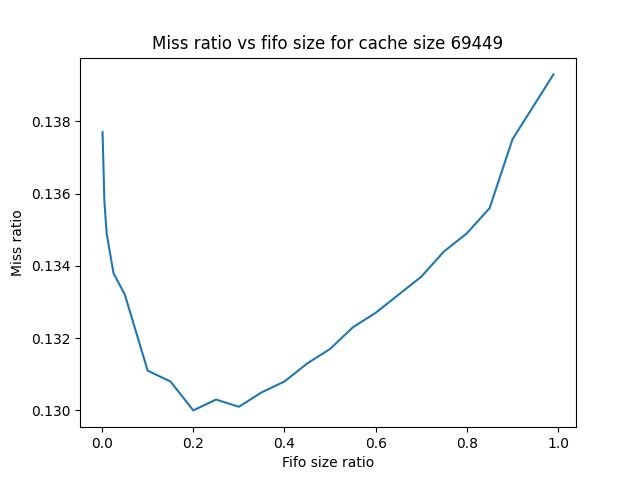 Miss ratio vs fifo size for cache size 69449
0.138
0.136
0.134
0.132
0.130
Miss ratio
0.0 0.2 0.4 0.6 0.8 1.0
Fifo size ratio